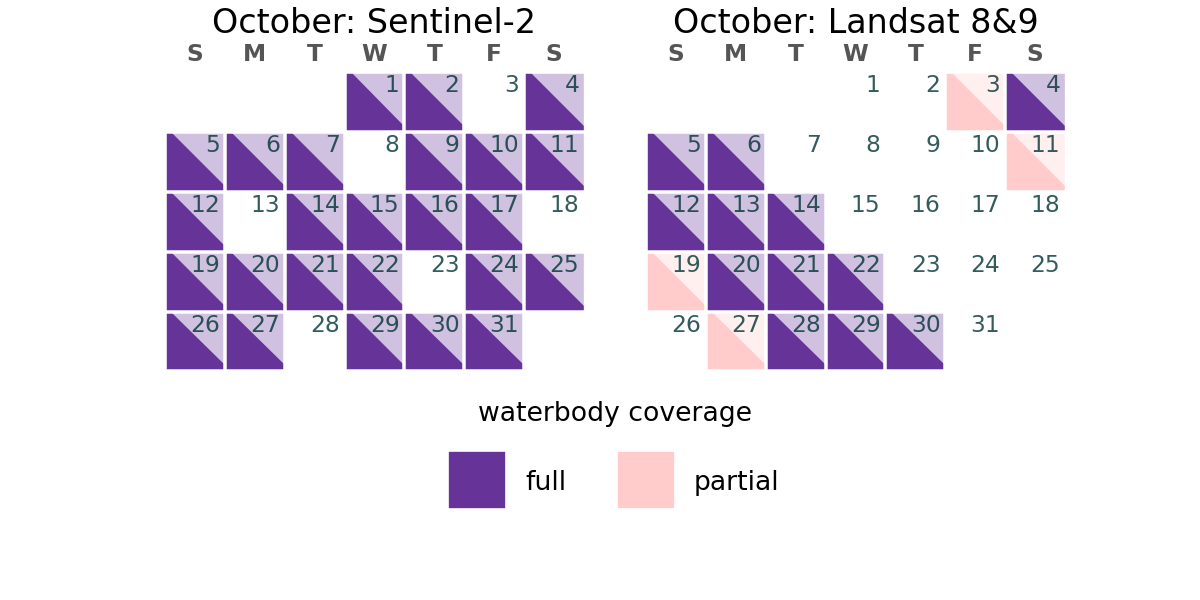 October: Sentinel-2
S M T W T F S
1 2 3 4
5 6 7 8 9 10 11
12 13 14 15 16 17 18
19 20 21 22 23 24 25
26 27 28 29 30 31
October: Landsat 8&9
S M T W T F S
1 2 3 4
5 6 7 8 9 10 11
12 13 14 15 16 17 18
19 20 21 22 23 24 25
26 27 28 29 30 31
waterbody coverage
full
partial